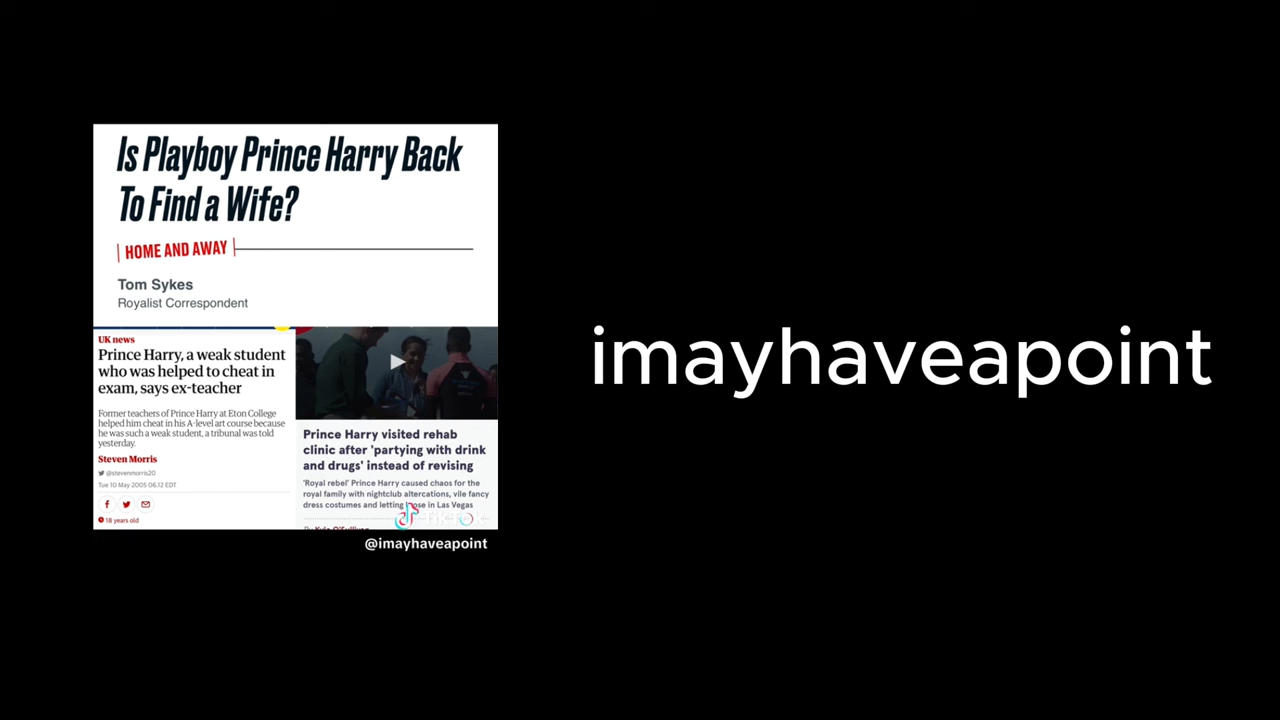 Is Playboy Prince Harry Back
To Find a Wife?
HOME AND AWAY
Tom Sykes
Royalist Correspondent
UK news
Prince Harry, a weak student
who was helped to cheat in
exam, says ex-teacher
Former teachers of Prince Harry at Eton College
helped him cheat in his A-level art course because
he was such a weak student, a tribunal was told
yesterday.
Steven Morris
@stevenmorris20
Tue 10 May 2005 06.12 EDT
18 years old
Prince Harry visited rehab
clinic after 'partying with drink
and drugs' instead of revising
'Royal rebel' Prince Harry caused chaos for the
royal family with nightclub altercations, vile fancy
dress costumes and letting loose in Las Vegas
TikTok
@imayhaveapoint
imayhaveapoint